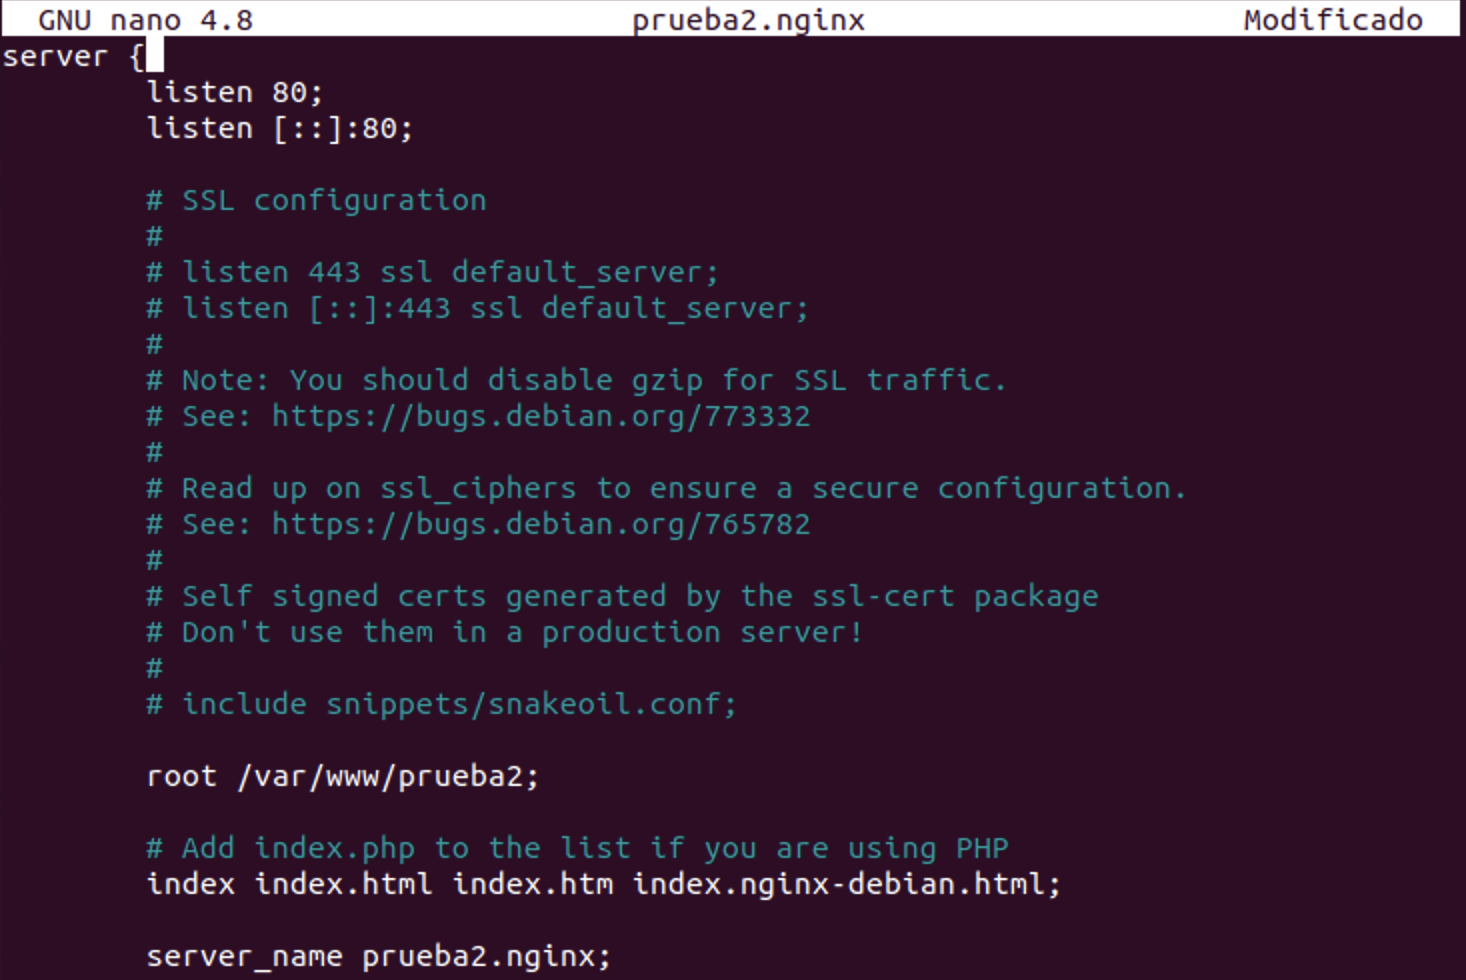 GNU nano 4.8 prueba2.nginx Modificado
server {
listen 80;
listen [::]:80;
# SSL configuration
#
# listen 443 ssl default_server;
# listen [::]:443 ssl default_server;
#
# Note: You should disable gzip for SSL traffic.
# See: https://bugs.debian.org/773332
#
# Read up on ssl_ciphers to ensure a secure configuration.
# See: https://bugs.debian.org/765782
#
# Self signed certs generated by the ssl-cert package
# Don't use them in a production server!
#
# include snippets/snakeoil.conf;
root /var/www/prueba2;
# Add index.php to the list if you are using PHP
index index.html index.htm index.nginx-debian.html;
server_name prueba2.nginx;